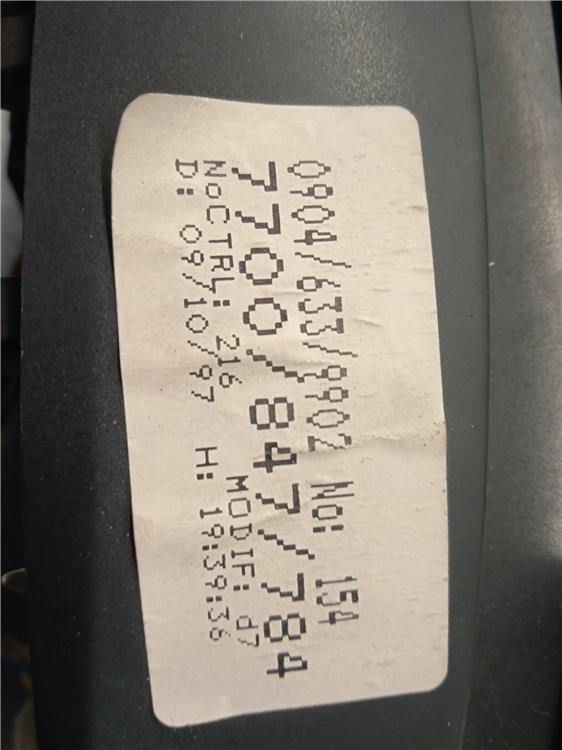 0904/633/9902 No: 154
7700/847/784
NoCTRL: 216 MODIF: d7
D: 09/10/97 H: 19:39:36